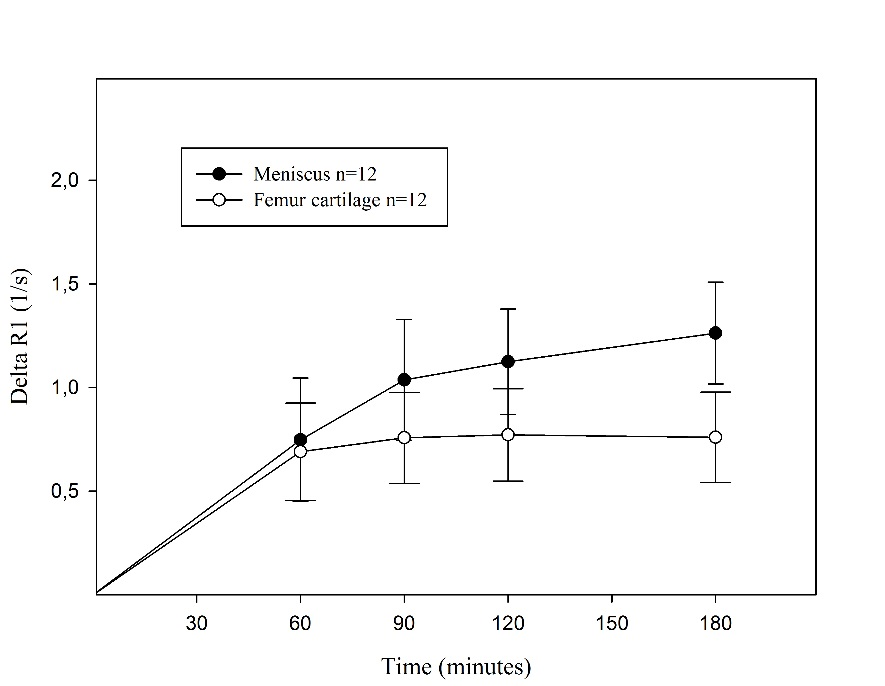 Meniscus n=12
Femur cartilage n=12
Delta R1 (1/s)
2,0
1,5
1,0
0,5
30 60 90 120 150 180
Time (minutes)